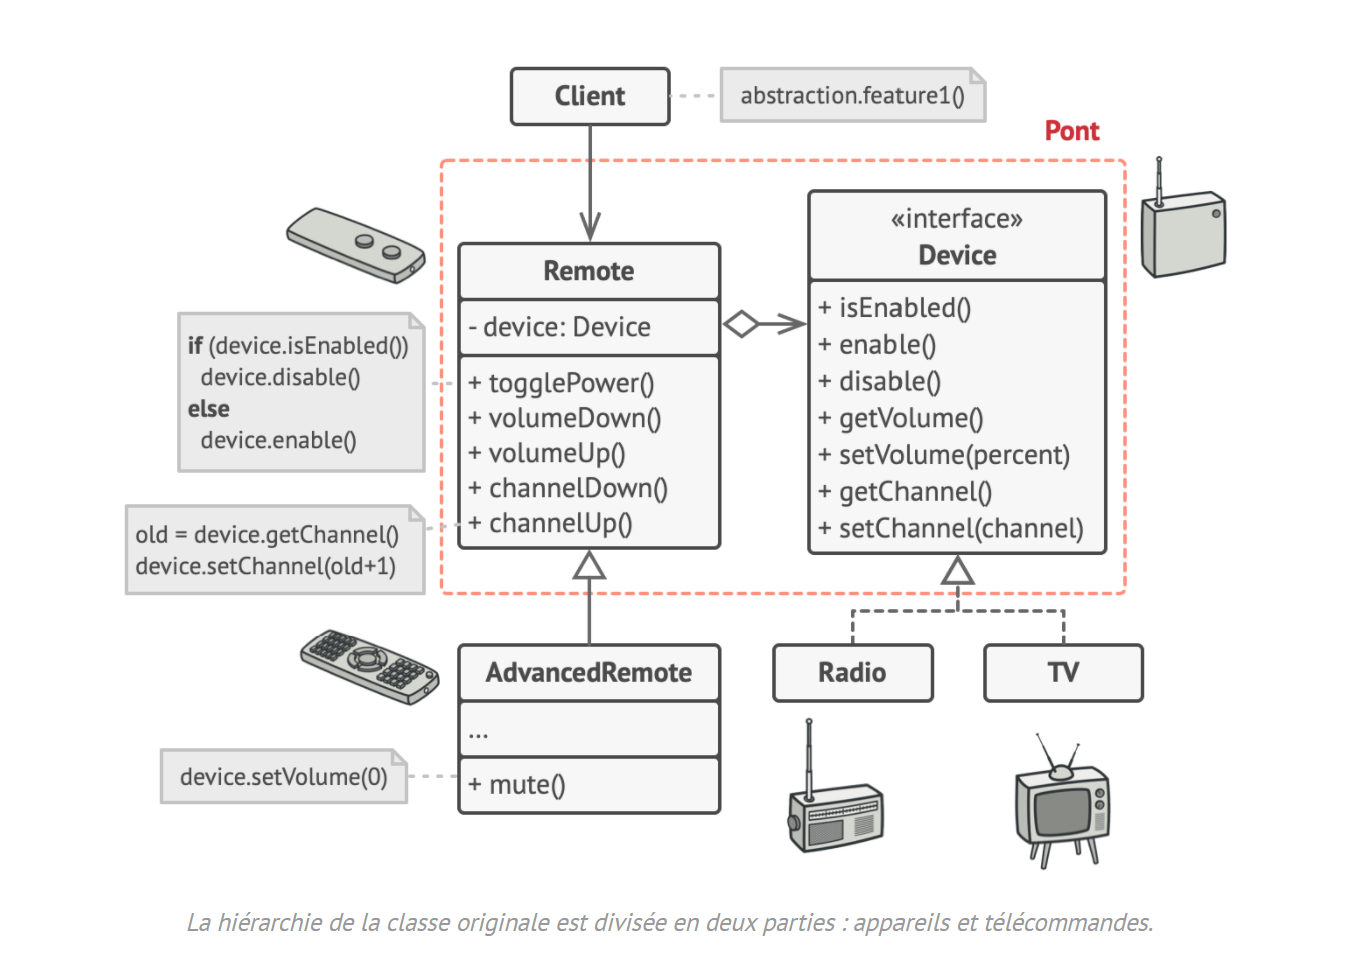 Client
abstraction.feature1()
Pont
Remote
- device: Device
+ togglePower()
+ volumeDown()
+ volumeUp()
+ channelDown()
+ channelUp()
«interface»
Device
+ isEnabled()
+ enable()
+ disable()
+ getVolume()
+ setVolume(percent)
+ getChannel()
+ setChannel(channel)
if (device.isEnabled())
device.disable()
else
device.enable()
old = device.getChannel()
device.setChannel(old+1)
AdvancedRemote
...
+ mute()
device.setVolume(0)
Radio
TV
La hiérarchie de la classe originale est divisée en deux parties : appareils et télécommandes.